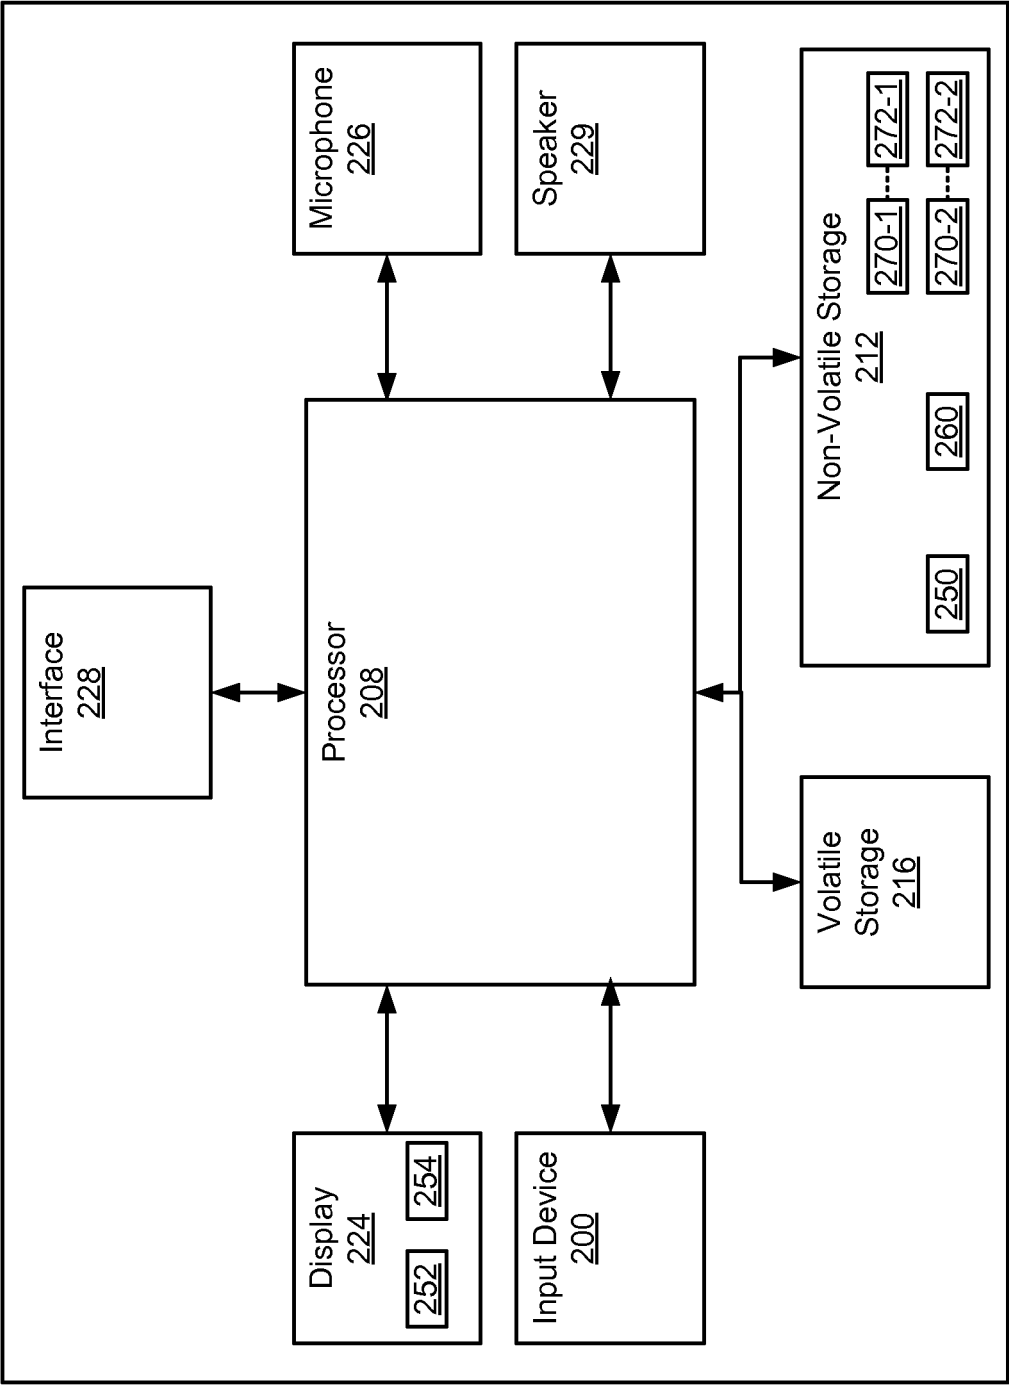 Interface
228
Display
224
252
254
Processor
208
Microphone
226
Input Device
200
Speaker
229
Volatile
Storage
216
Non-Volatile Storage
212
270-1
272-1
250
260
270-2
272-2